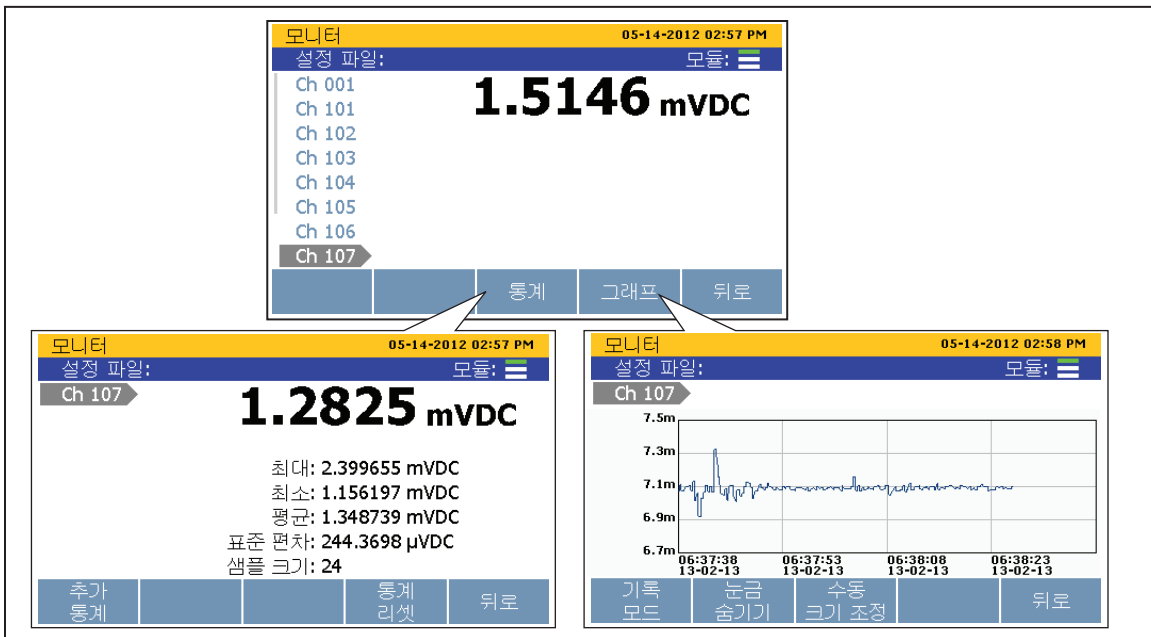 모니터 05-14-2012 02:57 PM
설정 파일: 모듈:
Ch 001
1.5146 mVDC
Ch 101
Ch 102
Ch 103
Ch 104
Ch 105
Ch 106
Ch 107
통계 그래프 뒤로
모니터 05-14-2012 02:57 PM
설정 파일: 모듈:
Ch 107
1.2825 mVDC
최대: 2.399655 mVDC
최소: 1.156197 mVDC
평균: 1.348739 mVDC
표준 편차: 244.3698 µVDC
샘플 크기: 24
추가 통계 통계 리셋 뒤로
모니터 05-14-2012 02:58 PM
설정 파일: 모듈:
Ch 107
7.5m
7.3m
7.1m
6.9m
6.7m
06:37:38 06:37:53 06:38:08 06:38:23
13-02-13 13-02-13 13-02-13 13-02-13
기록 모드 눈금 숨기기 수동 크기 조정 뒤로